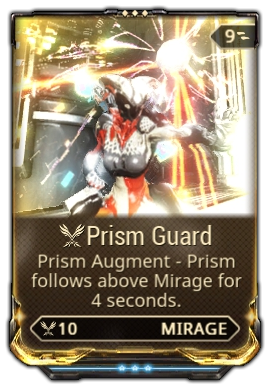 9
Prism Guard
Prism Augment - Prism
follows above Mirage for
4 seconds.
10 MIRAGE